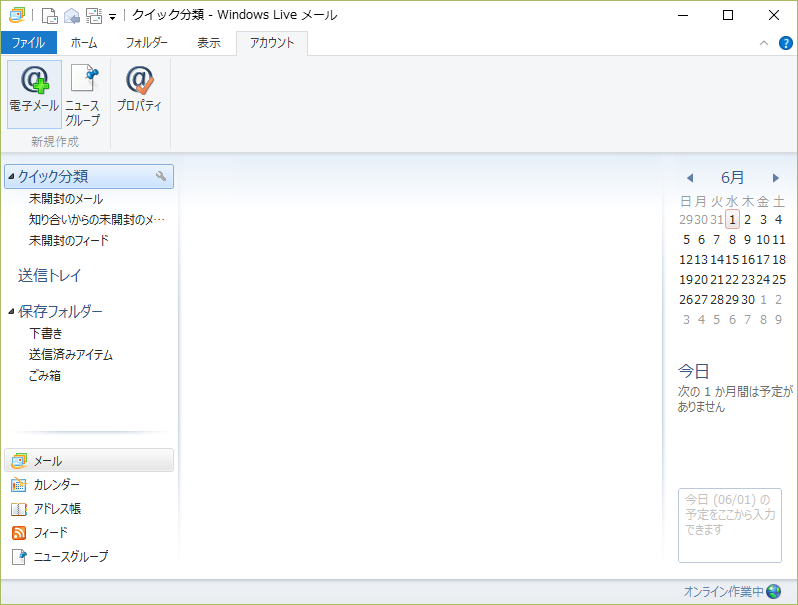 クイック分類 - Windows Live メール
ファイル ホーム フォルダー 表示 アカウント
電子メール ニュース グループ プロパティ
新規作成
クイック分類
未開封のメール
知り合いからの未開封のメ…
未開封のフィード
送信トレイ
保存フォルダー
下書き
送信済みアイテム
ごみ箱
メール
カレンダー
アドレス帳
フィード
ニュースグループ
6月
日 月 火 水 木 金 土
29 30 31 1 2 3 4
5 6 7 8 9 10 11
12 13 14 15 16 17 18
19 20 21 22 23 24 25
26 27 28 29 30 1 2
3 4 5 6 7 8 9
今日
次の 1 か月間は予定が
ありません
今日 (06/01) の
予定をここから入力
できます
オンライン作業中